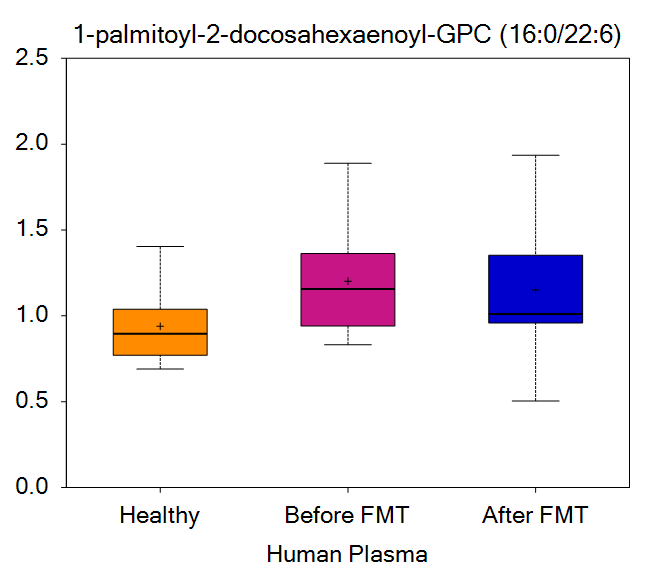 1-palmitoyl-2-docosahexaenoyl-GPC (16:0/22:6)
2.5
2.0
1.5
1.0
0.5
0.0
Healthy Before FMT After FMT
Human Plasma